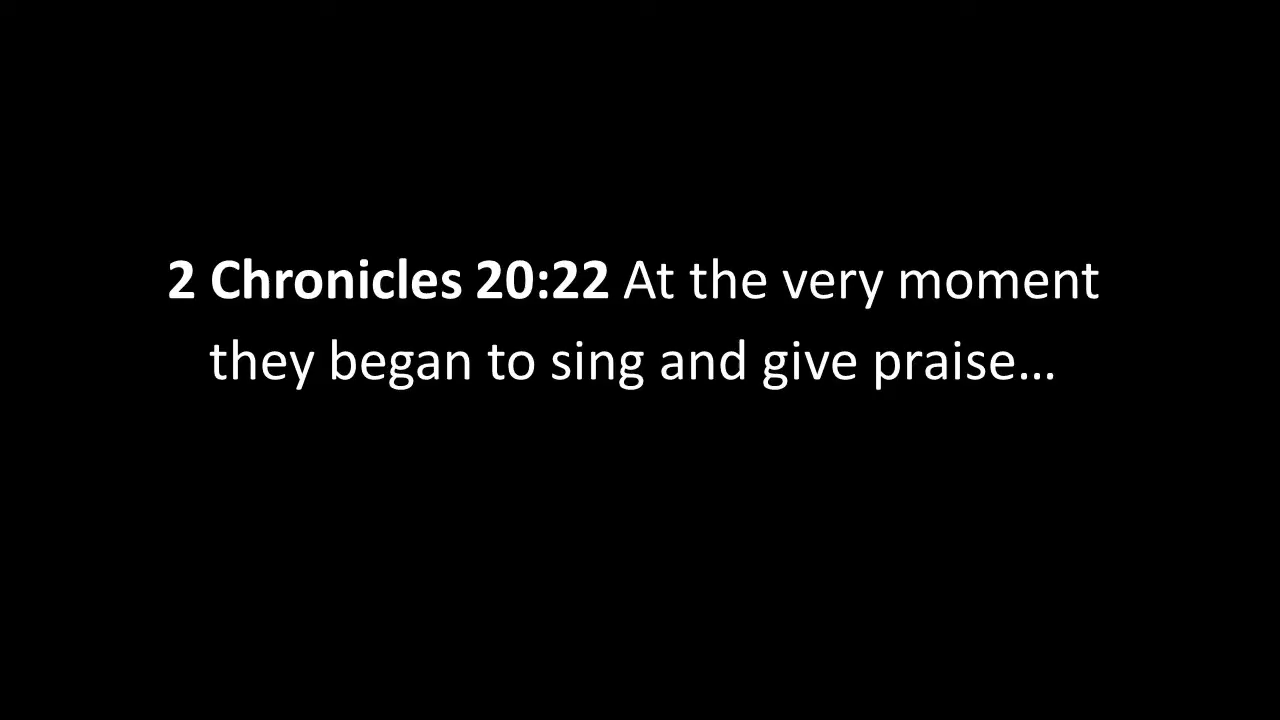 2 Chronicles 20:22 At the very moment
they began to sing and give praise…